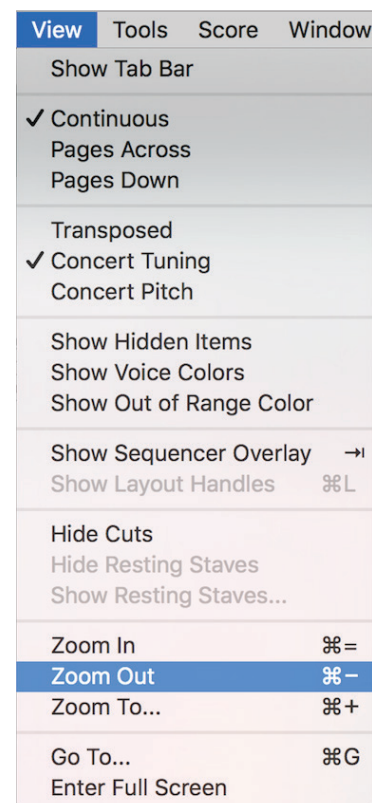 View Tools Score Window
Show Tab Bar
✓ Continuous
Pages Across
Pages Down
Transposed
✓ Concert Tuning
Concert Pitch
Show Hidden Items
Show Voice Colors
Show Out of Range Color
Show Sequencer Overlay ⇥
Show Layout Handles ⌘L
Hide Cuts
Hide Resting Staves
Show Resting Staves...
Zoom In ⌘=
Zoom Out ⌘−
Zoom To... ⌘+
Go To... ⌘G
Enter Full Screen